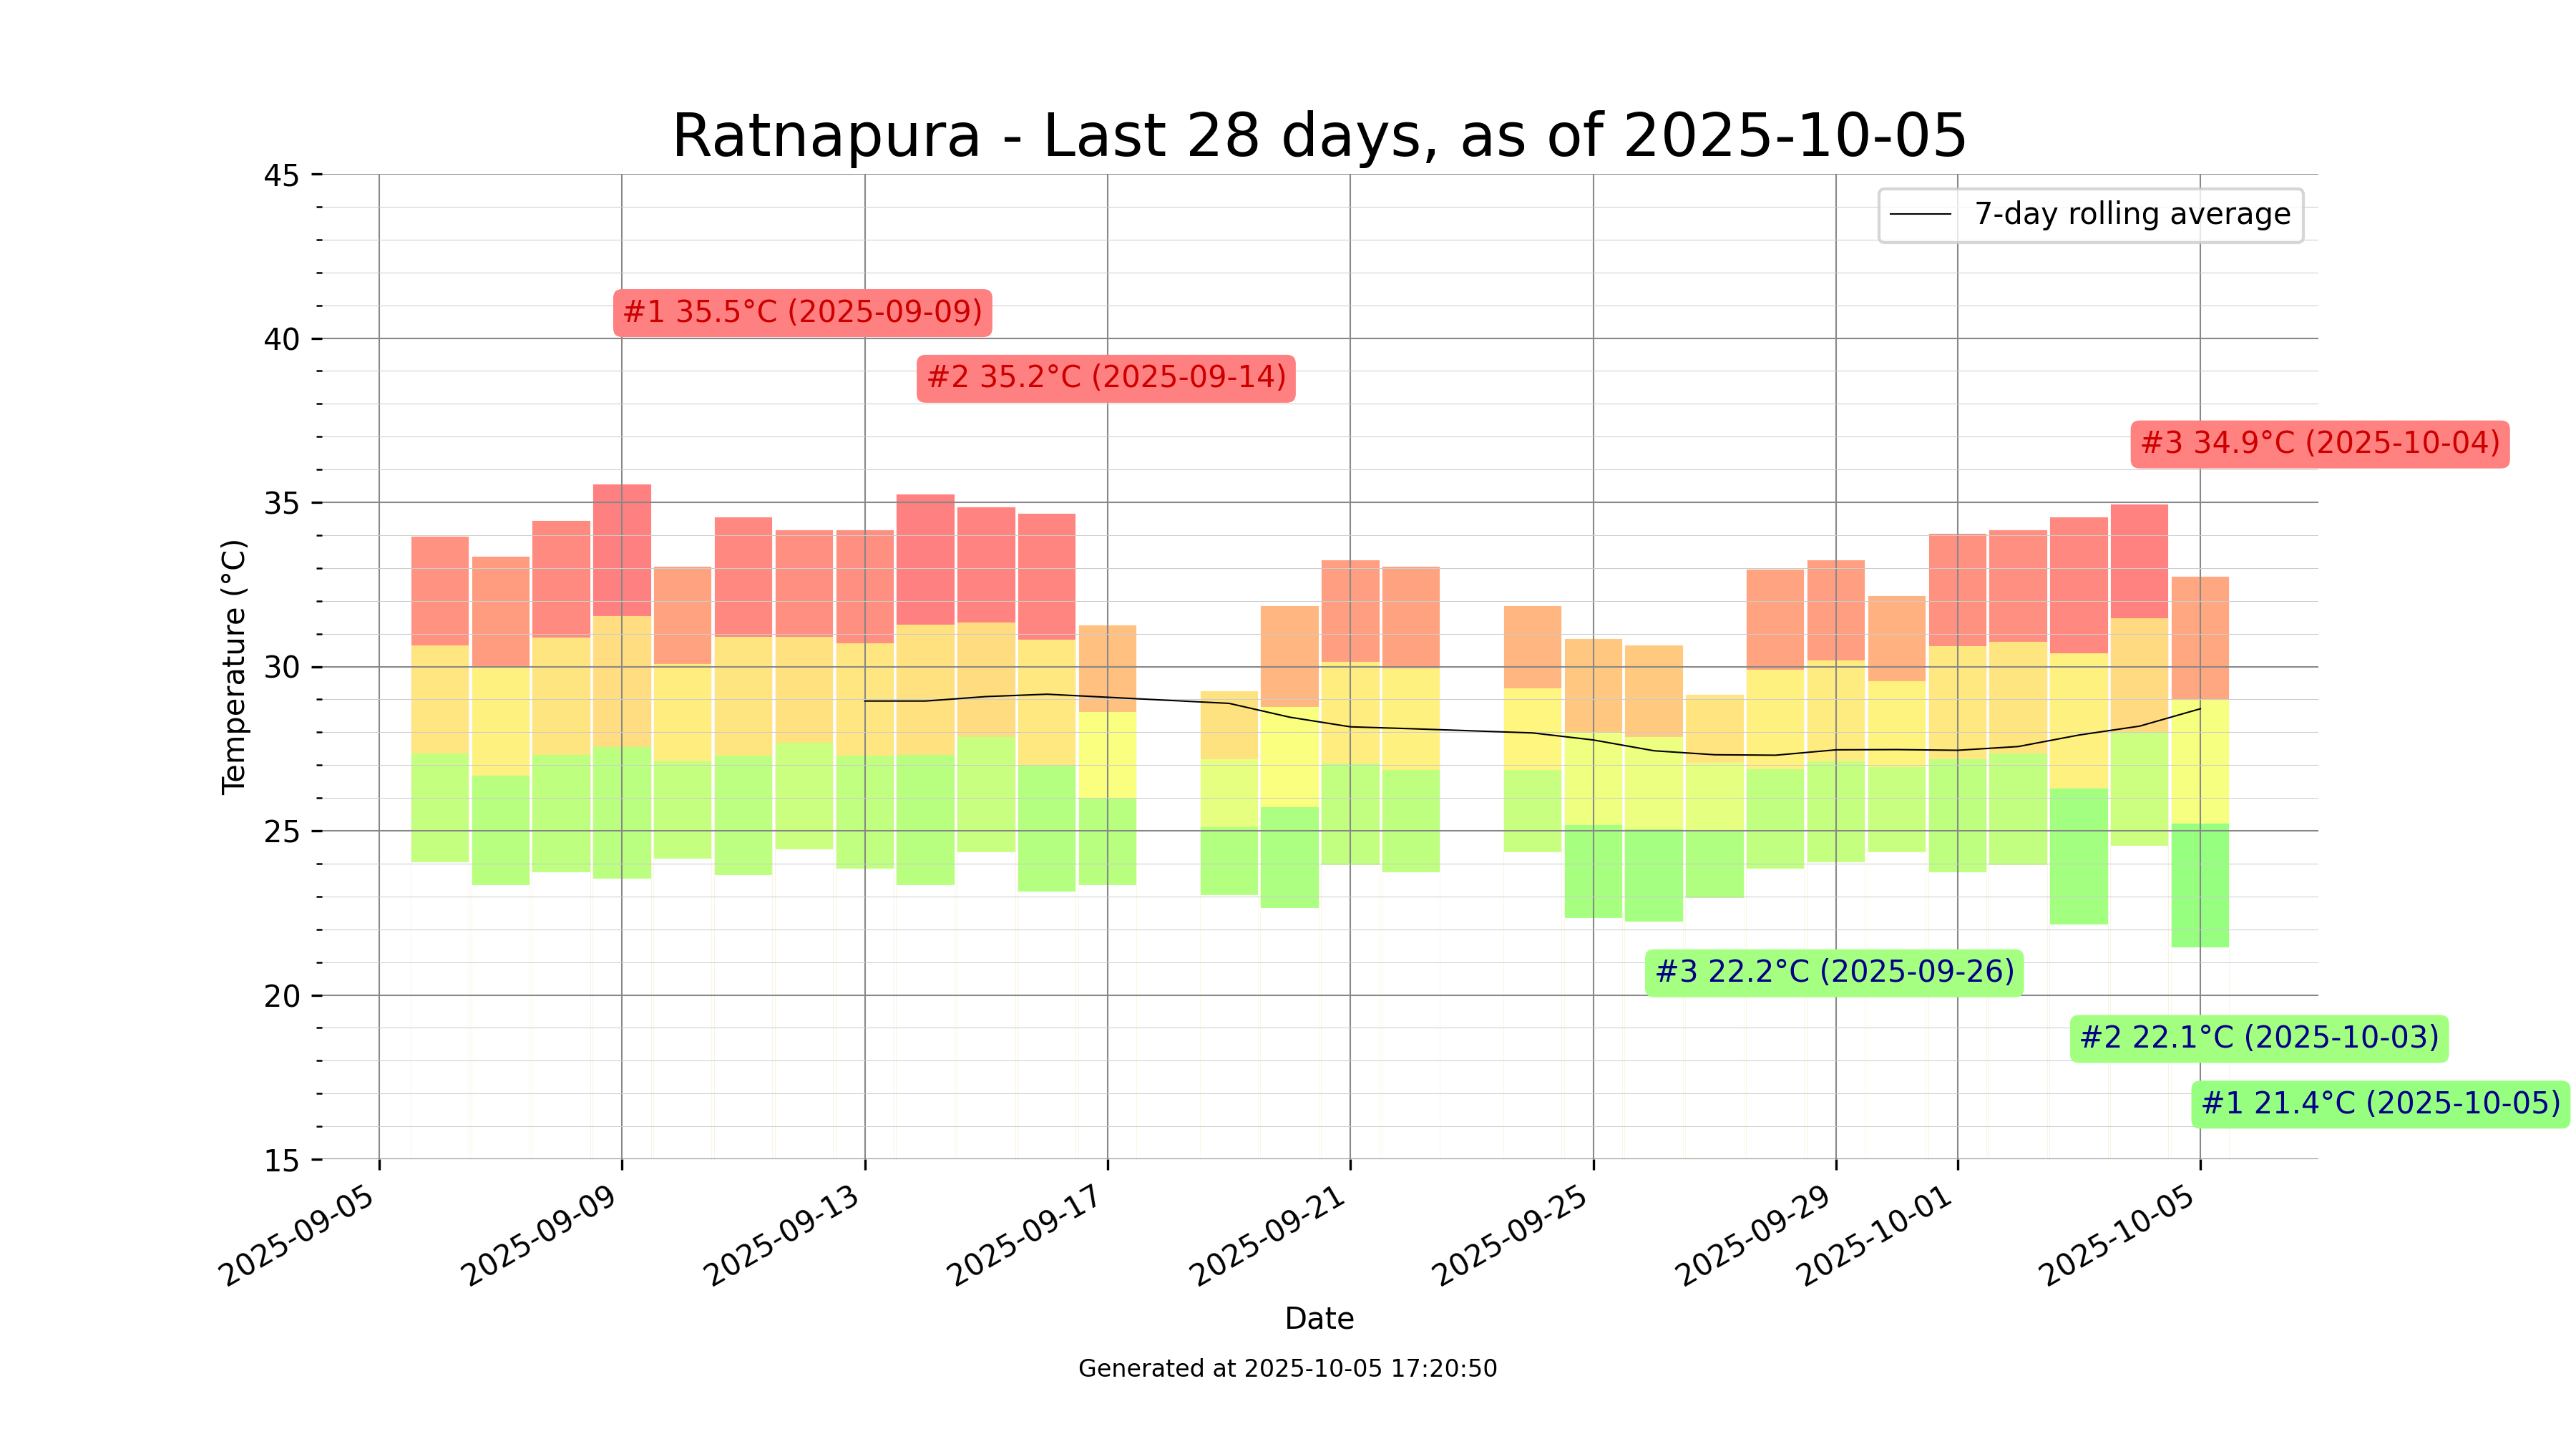 Ratnapura - Last 28 days, as of 2025-10-05
45
7-day rolling average
#1 35.5°C (2025-09-09)
40
#2 35.2°C (2025-09-14)
#3 34.9°C (2025-10-04)
35
30
Temperature (°C)
25
#3 22.2°C (2025-09-26)
20
#2 22.1°C (2025-10-03)
#1 21.4°C (2025-10-05)
15
2025-09-05
2025-09-09
2025-09-13
2025-09-17
2025-09-21
2025-09-25
2025-09-29
2025-10-01
2025-10-05
Date
Generated at 2025-10-05 17:20:50